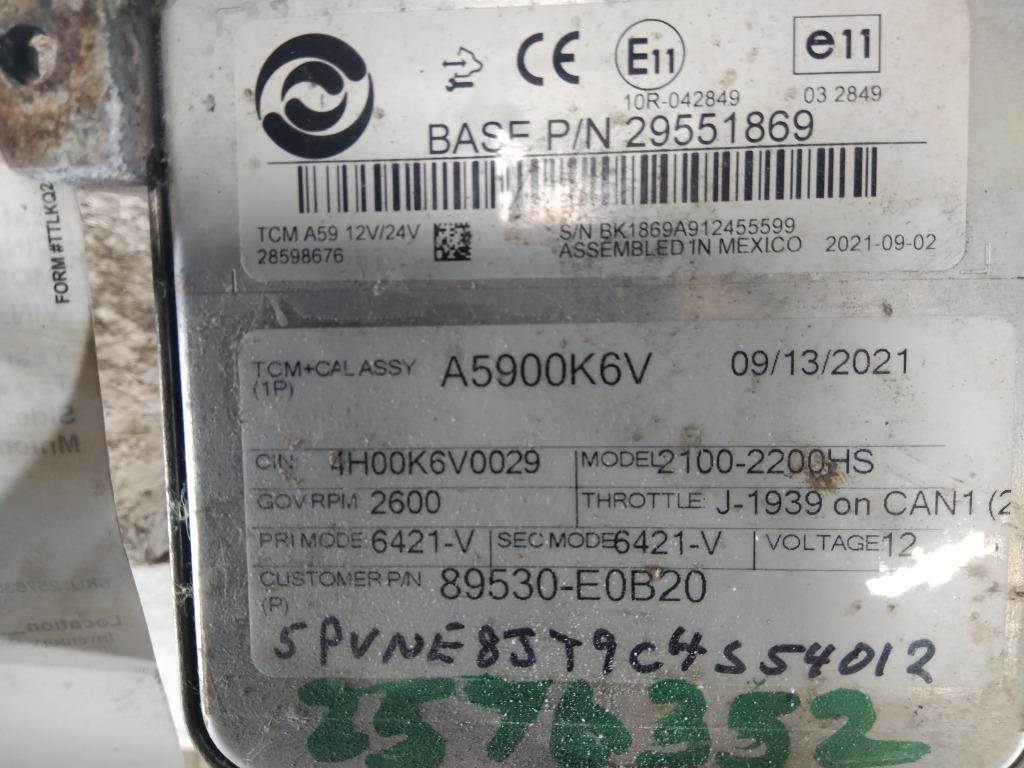 CE E11 e11
10R-042849 03 2849
BASE P/N 29551869
TCM A59 12V/24V
28598676
S/N BK1869A912455599
ASSEMBLED IN MEXICO 2021-09-02
FORM #TTLKQ2
TCM+CAL ASSY A5900K6V 09/13/2021
(1P)
CIN 4H00K6V0029 MODEL 2100-2200HS
GOV RPM 2600 THROTTLE: J-1939 on CAN1 (2
PRI MODE 6421-V SEC MODE 6421-V VOLTAGE 12
CUSTOMER P/N 89530-E0B20
(P)
5PVNE8JT9C4S54012
2576352